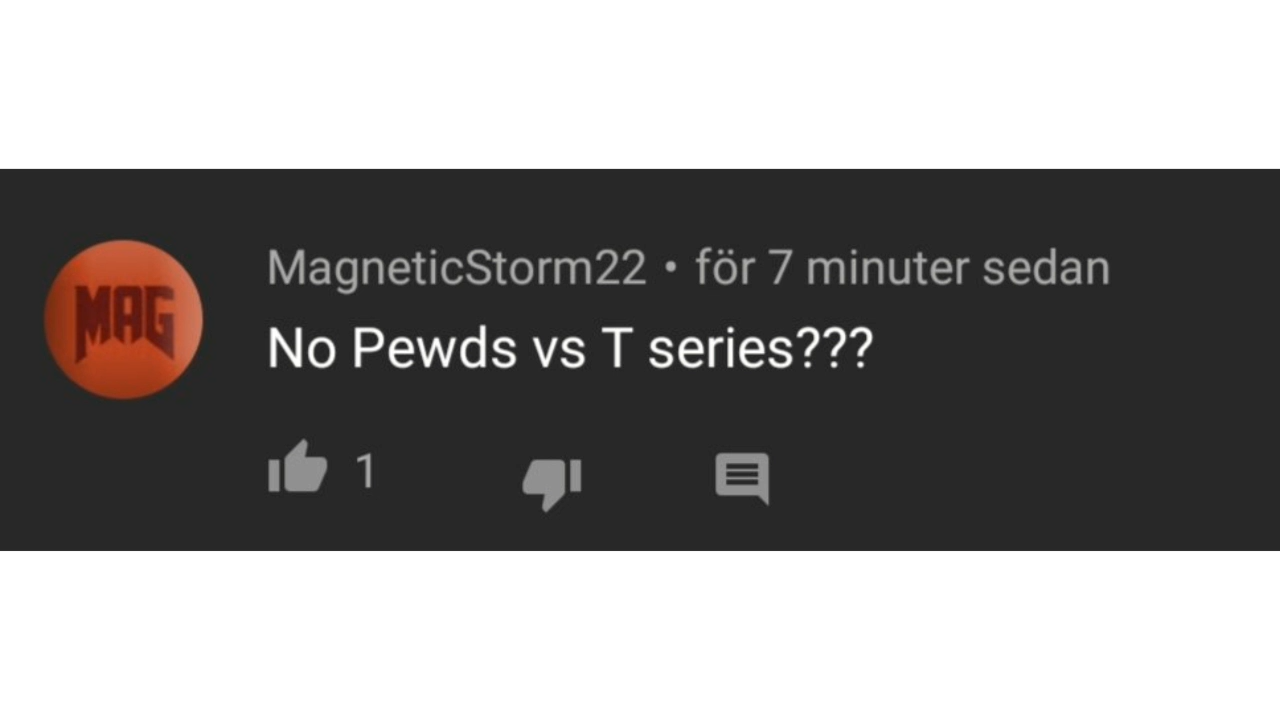 MAG
MagneticStorm22 • för 7 minuter sedan
No Pewds vs T series???
1